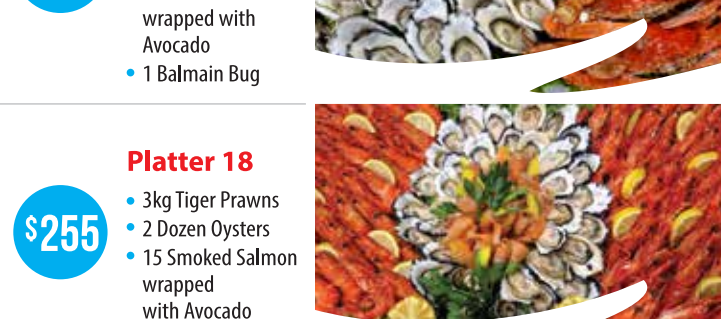 wrapped with
Avocado
• 1 Balmain Bug
Platter 18
$255
• 3kg Tiger Prawns
• 2 Dozen Oysters
• 15 Smoked Salmon
wrapped
with Avocado